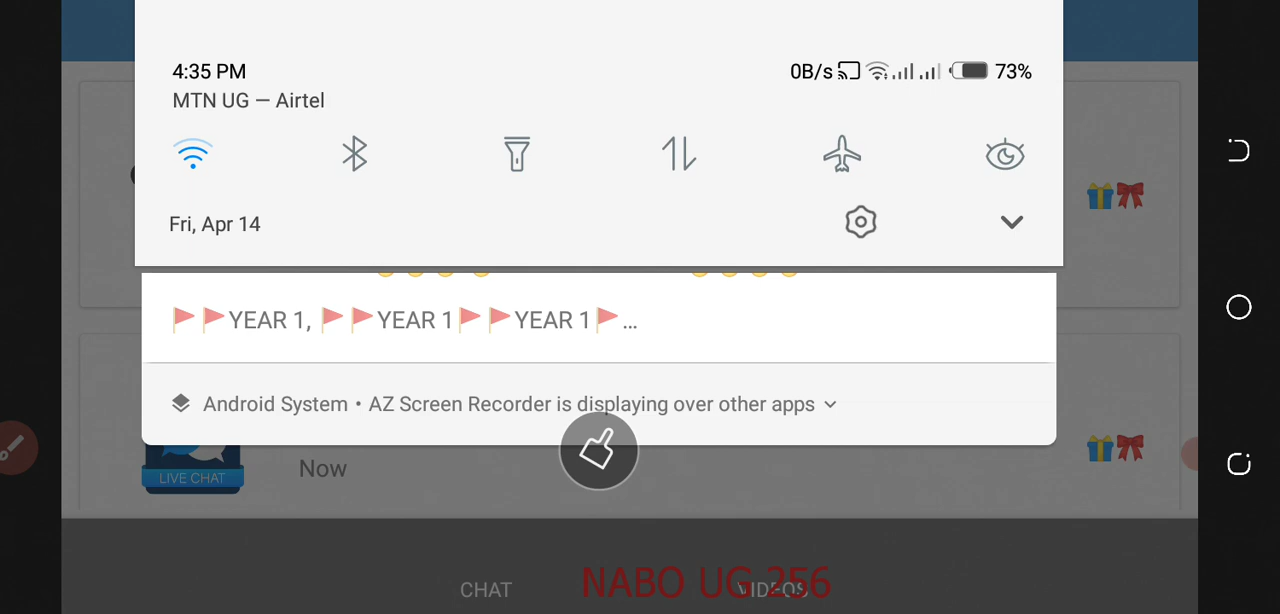 4:35 PM
0B/s 73%
MTN UG — Airtel
Fri, Apr 14
🚩🚩YEAR 1, 🚩🚩YEAR 1🚩🚩YEAR 1🚩...
Android System • AZ Screen Recorder is displaying over other apps
LIVE CHAT
Now
CHAT
VIDEOS
NABO UG 256